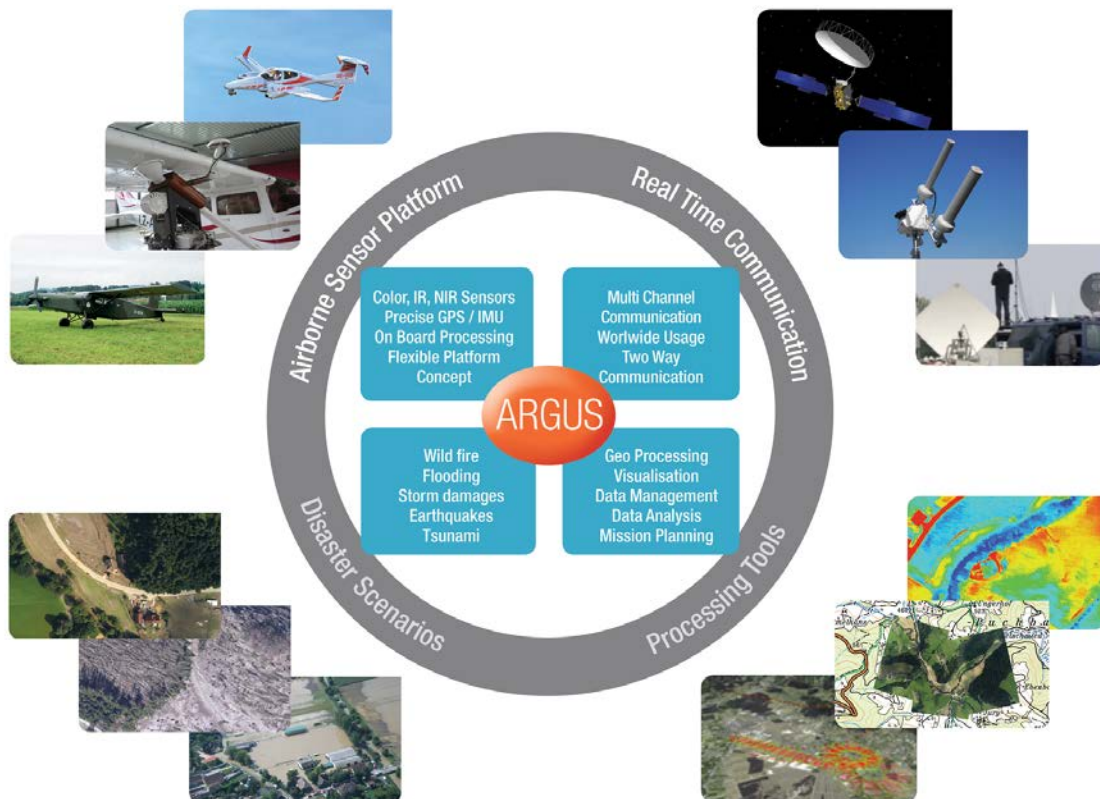 Airborne Sensor Platform
Real Time Communication
Color, IR, NIR Sensors
Precise GPS / IMU
On Board Processing
Flexible Platform
Concept
Multi Channel
Communication
Worlwide Usage
Two Way
Communication
ARGUS
Wild fire
Flooding
Storm damages
Earthquakes
Tsunami
Geo Processing
Visualisation
Data Management
Data Analysis
Mission Planning
Disaster Scenarios
Processing Tools